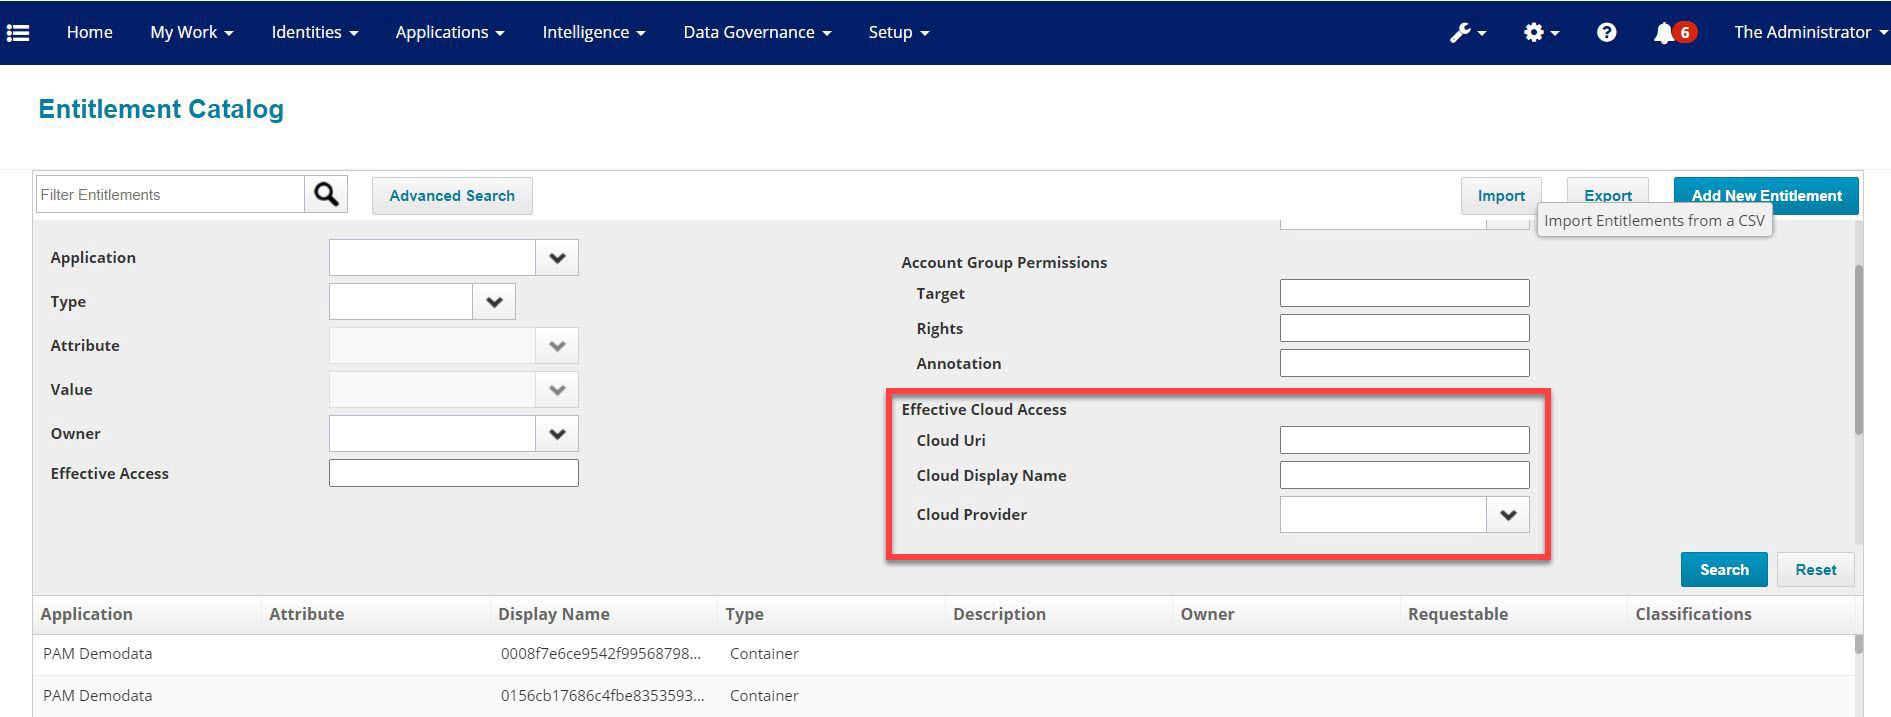 Home My Work Identities Applications Intelligence Data Governance Setup 6 The Administrator
Entitlement Catalog
Filter Entitlements Advanced Search Import Export Add New Entitlement
Import Entitlements from a CSV
Application
Type
Attribute
Value
Owner
Effective Access
Account Group Permissions
Target
Rights
Annotation
Effective Cloud Access
Cloud Uri
Cloud Display Name
Cloud Provider
Search Reset
Application Attribute Display Name Type Description Owner Requestable Classifications
PAM Demodata 0008f7e6ce9542f99568798... Container
PAM Demodata 0156cb17686c4fbe8353593... Container